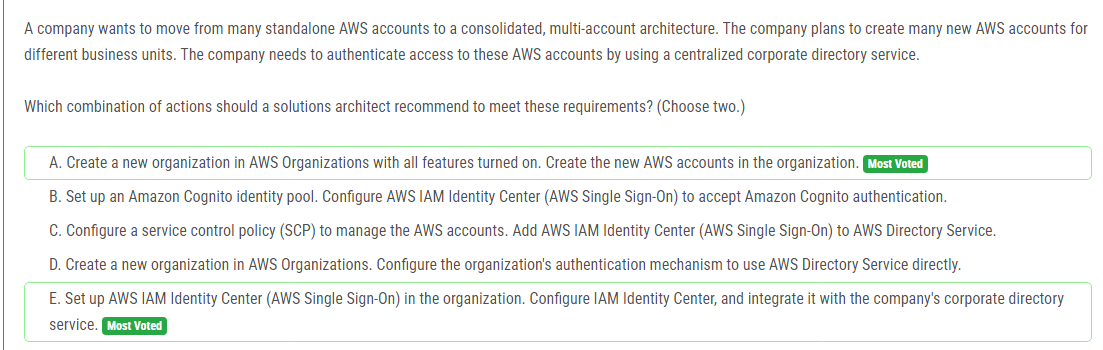 A company wants to move from many standalone AWS accounts to a consolidated, multi-account architecture. The company plans to create many new AWS accounts for
different business units. The company needs to authenticate access to these AWS accounts by using a centralized corporate directory service.
Which combination of actions should a solutions architect recommend to meet these requirements? (Choose two.)
A. Create a new organization in AWS Organizations with all features turned on. Create the new AWS accounts in the organization. Most Voted
B. Set up an Amazon Cognito identity pool. Configure AWS IAM Identity Center (AWS Single Sign-On) to accept Amazon Cognito authentication.
C. Configure a service control policy (SCP) to manage the AWS accounts. Add AWS IAM Identity Center (AWS Single Sign-On) to AWS Directory Service.
D. Create a new organization in AWS Organizations. Configure the organization's authentication mechanism to use AWS Directory Service directly.
E. Set up AWS IAM Identity Center (AWS Single Sign-On) in the organization. Configure IAM Identity Center, and integrate it with the company's corporate directory
service. Most Voted